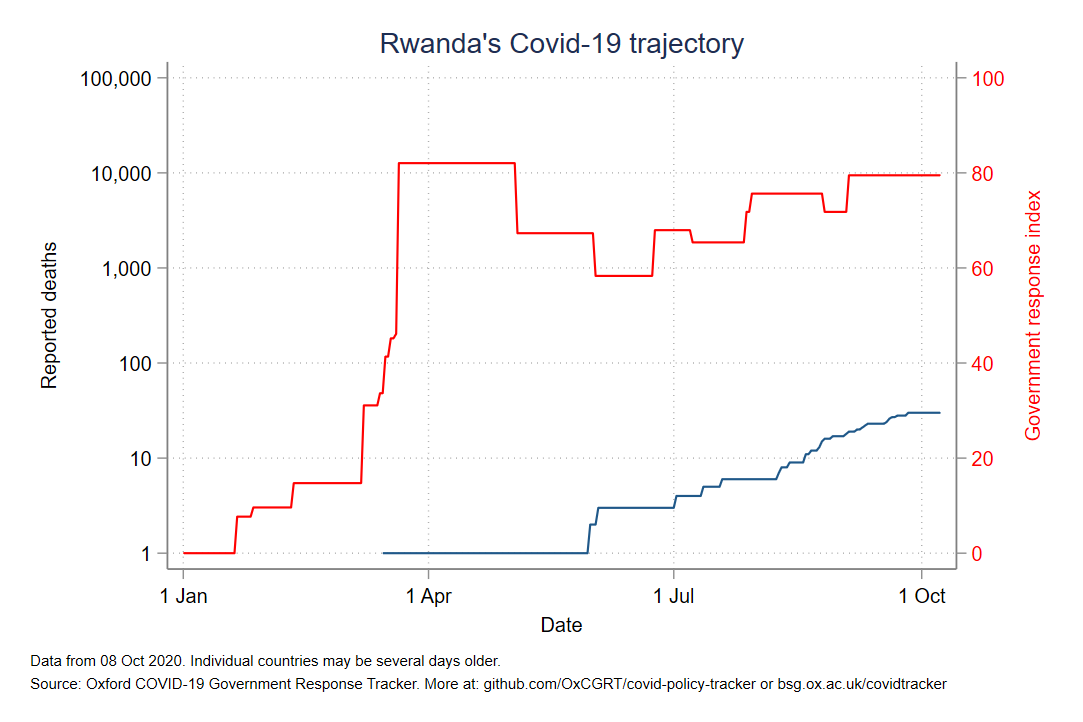 Rwanda's Covid-19 trajectory
100,000
10,000
1,000
100
10
1
Reported deaths
100
80
60
40
20
0
Government response index
1 Jan
1 Apr
1 Jul
1 Oct
Date
Data from 08 Oct 2020. Individual countries may be several days older.
Source: Oxford COVID-19 Government Response Tracker. More at: github.com/OxCGRT/covid-policy-tracker or bsg.ox.ac.uk/covidtracker